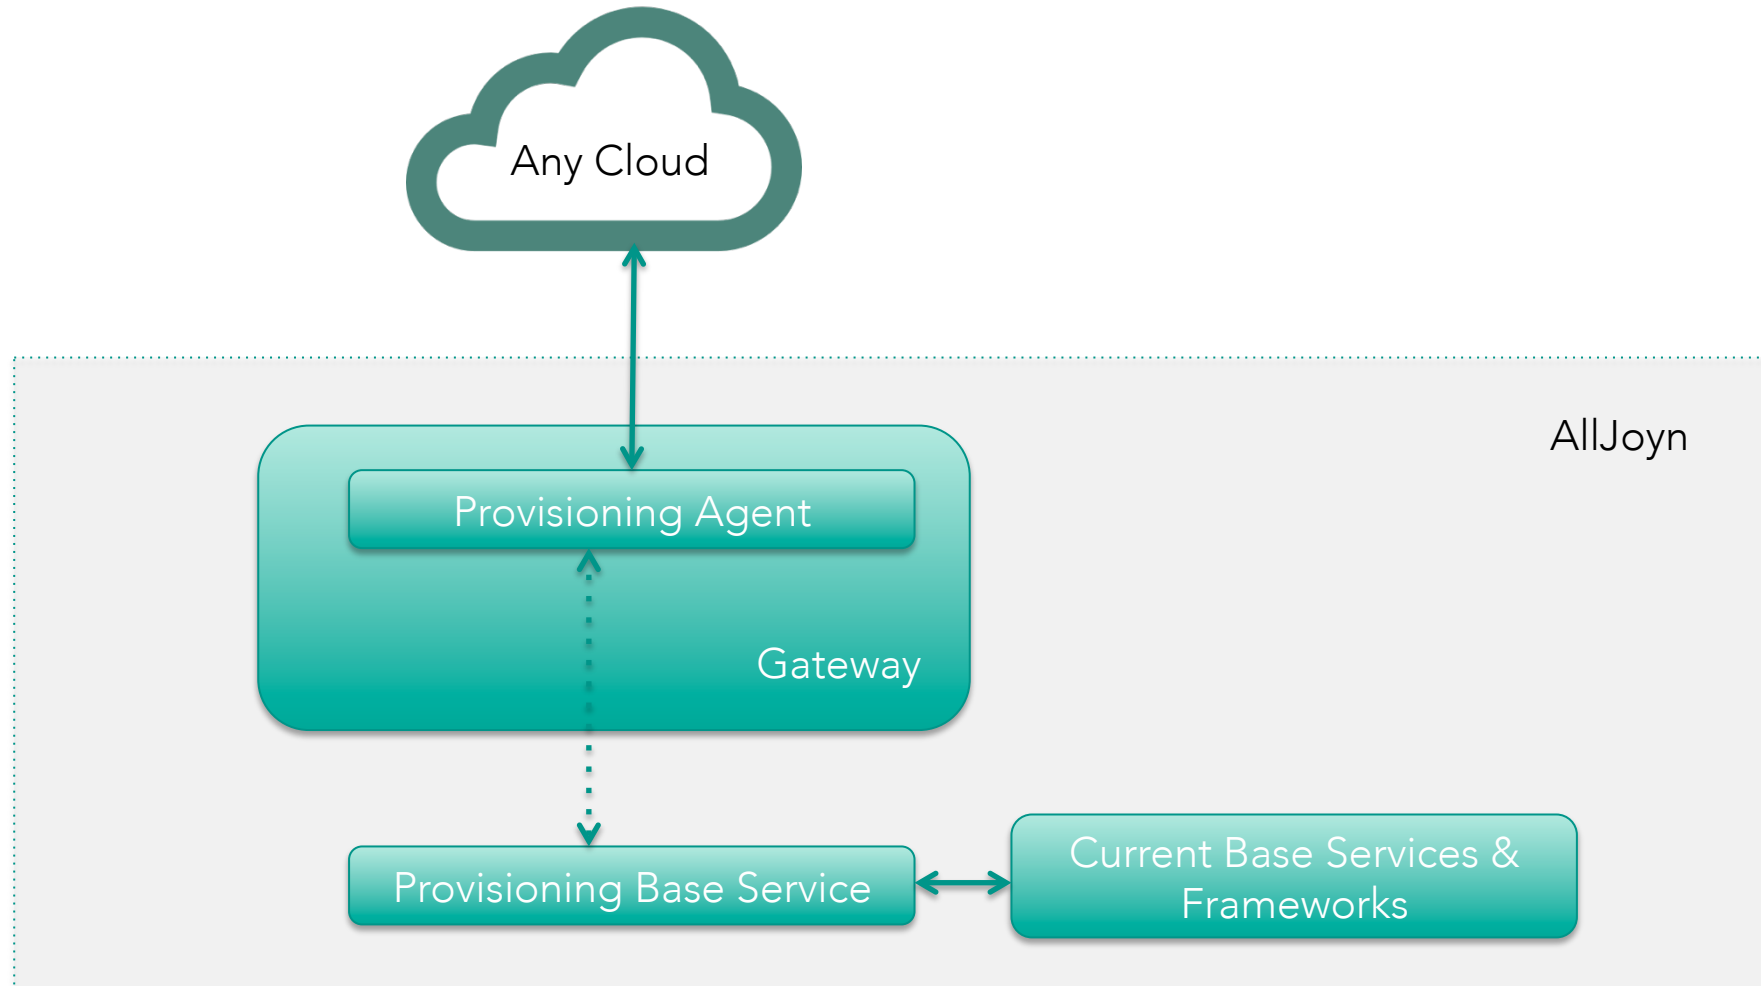 Any Cloud
AllJoyn
Provisioning Agent
Gateway
Provisioning Base Service
Current Base Services &
Frameworks